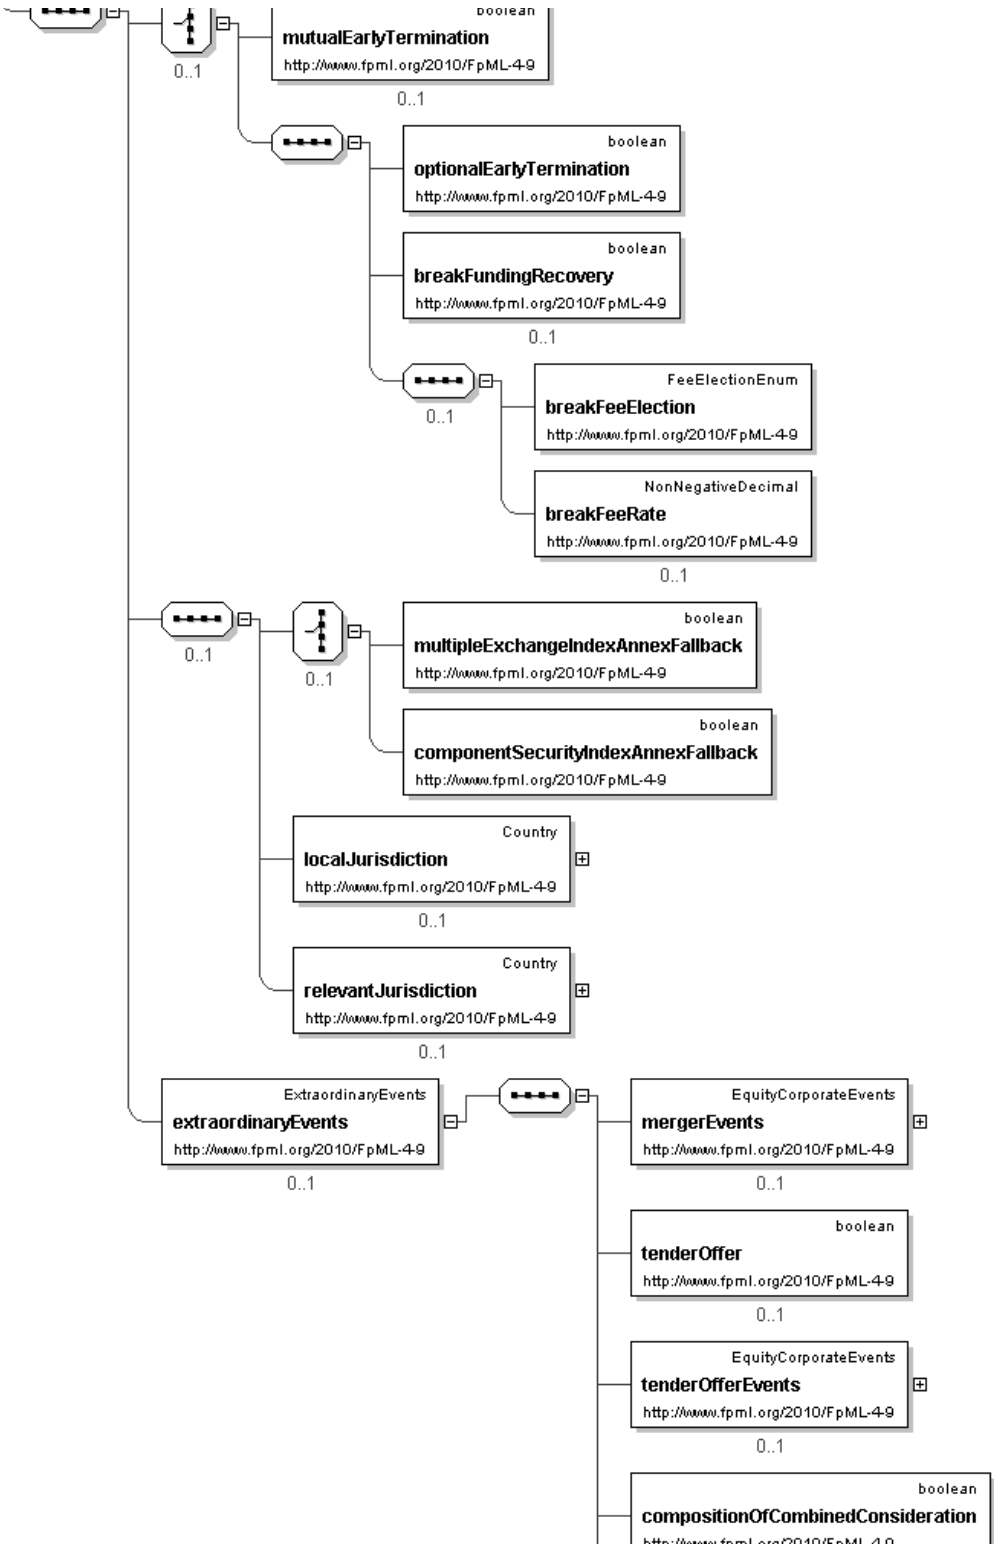 boolean
mutualEarlyTermination
http://www.fpml.org/2010/FpML-4-9
0..1
0..1
boolean
optionalEarlyTermination
http://www.fpml.org/2010/FpML-4-9
boolean
breakFundingRecovery
http://www.fpml.org/2010/FpML-4-9
0..1
FeeElectionEnum
breakFeeElection
http://www.fpml.org/2010/FpML-4-9
0..1
NonNegativeDecimal
breakFeeRate
http://www.fpml.org/2010/FpML-4-9
0..1
boolean
multipleExchangeIndexAnnexFallback
http://www.fpml.org/2010/FpML-4-9
0..1
0..1
boolean
componentSecurityIndexAnnexFallback
http://www.fpml.org/2010/FpML-4-9
Country
localJurisdiction
http://www.fpml.org/2010/FpML-4-9
0..1
Country
relevantJurisdiction
http://www.fpml.org/2010/FpML-4-9
0..1
ExtraordinaryEvents
extraordinaryEvents
http://www.fpml.org/2010/FpML-4-9
0..1
EquityCorporateEvents
mergerEvents
http://www.fpml.org/2010/FpML-4-9
0..1
boolean
tenderOffer
http://www.fpml.org/2010/FpML-4-9
0..1
EquityCorporateEvents
tenderOfferEvents
http://www.fpml.org/2010/FpML-4-9
0..1
boolean
compositionOfCombinedConsideration
http://www.fpml.org/2010/FpML-4-9